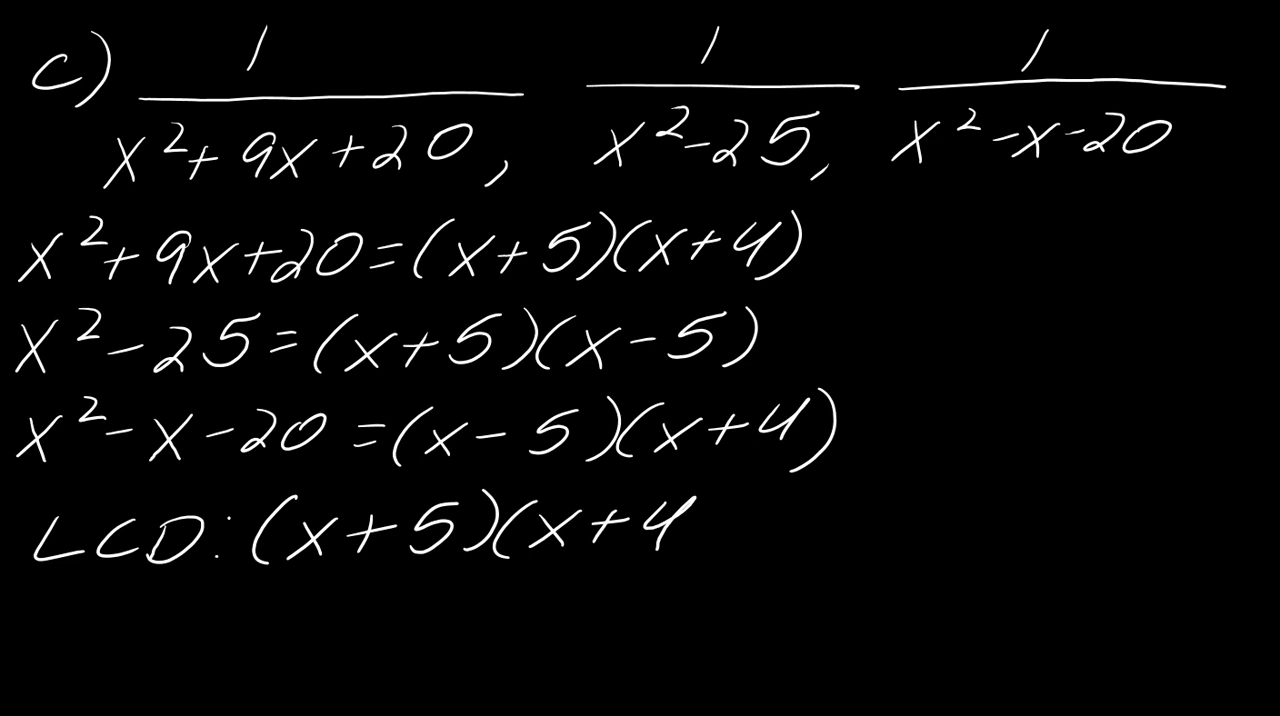 c) 1 1 1
x²+9x+20, x²-25, x²-x-20
x²+9x+20=(x+5)(x+4)
x²-25=(x+5)(x-5)
x²-x-20=(x-5)(x+4)
LCD:(x+5)(x+4